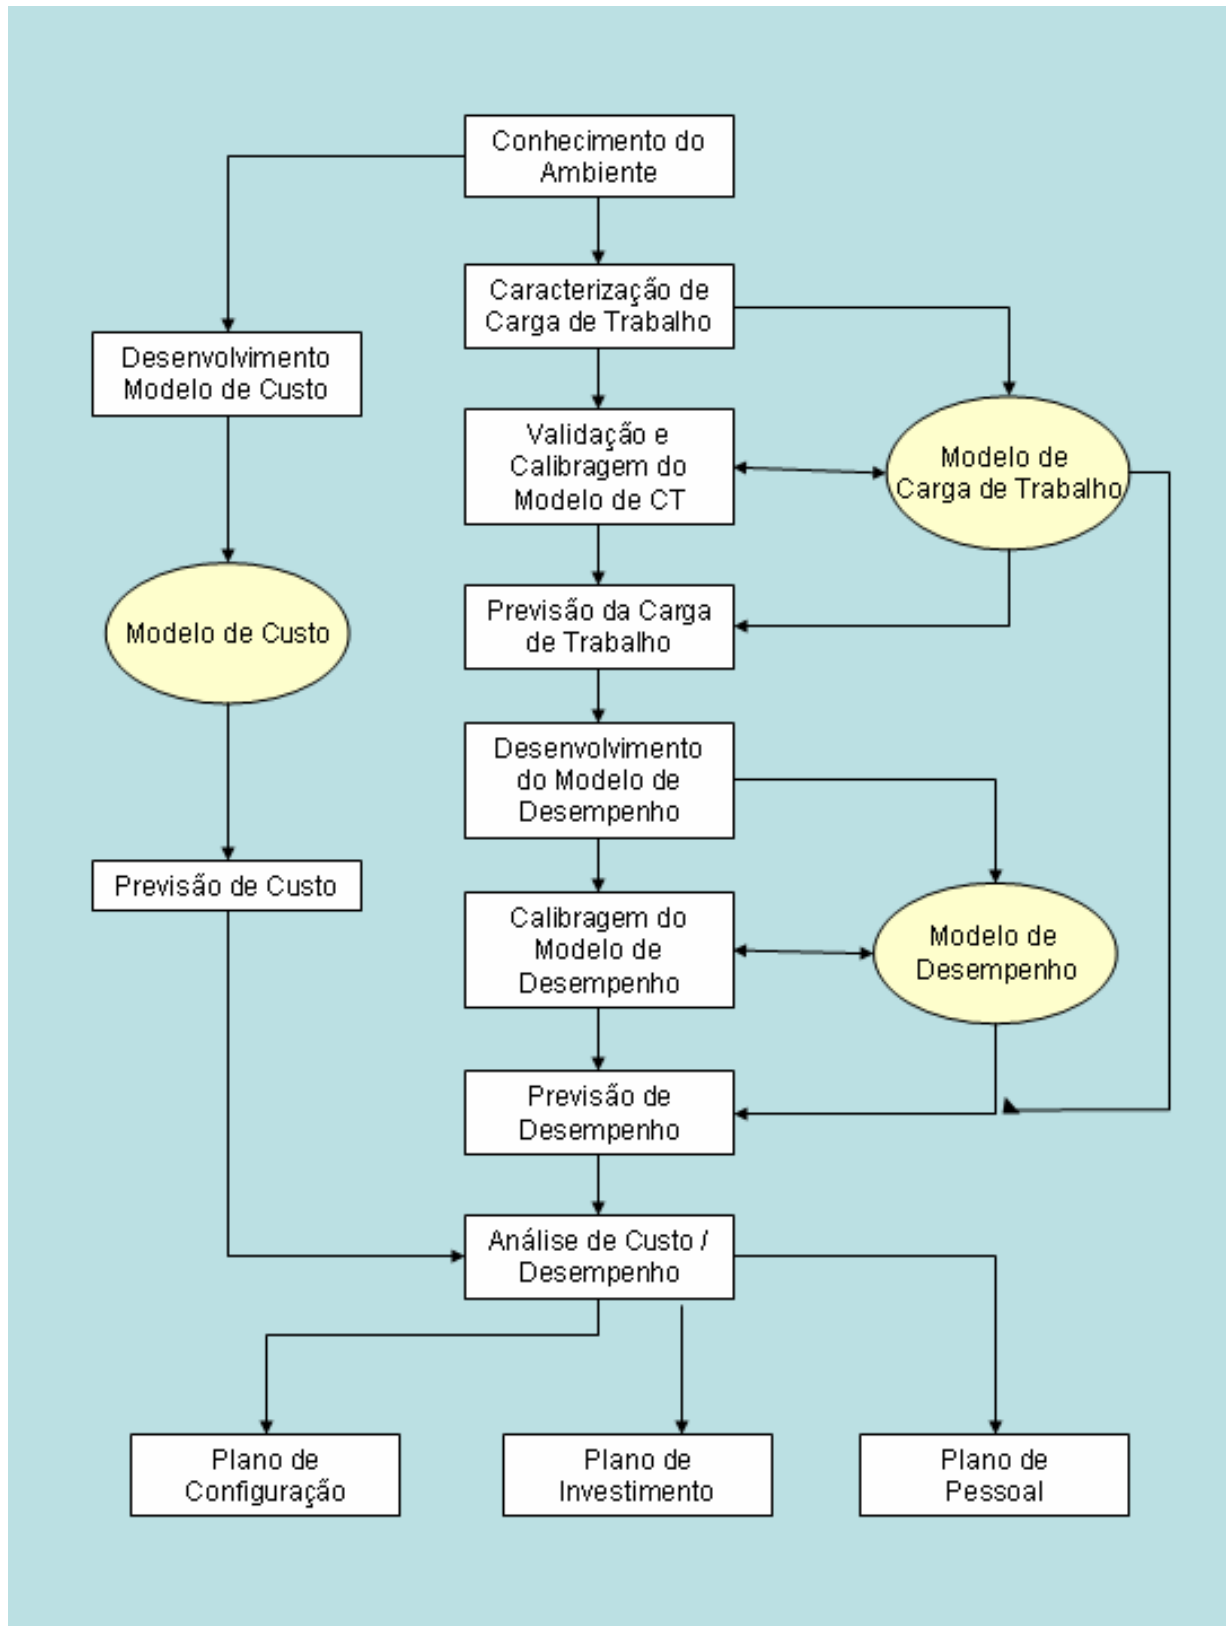 Conhecimento do
Ambiente
Caracterização de
Carga de Trabalho
Desenvolvimento
Modelo de Custo
Validação e
Calibragem do
Modelo de CT
Modelo de
Carga de Trabalho
Modelo de Custo
Previsão da Carga
de Trabalho
Desenvolvimento
do Modelo de
Desempenho
Previsão de Custo
Calibragem do
Modelo de
Desempenho
Modelo de
Desempenho
Previsão de
Desempenho
Análise de Custo /
Desempenho
Plano de
Configuração
Plano de
Investimento
Plano de
Pessoal